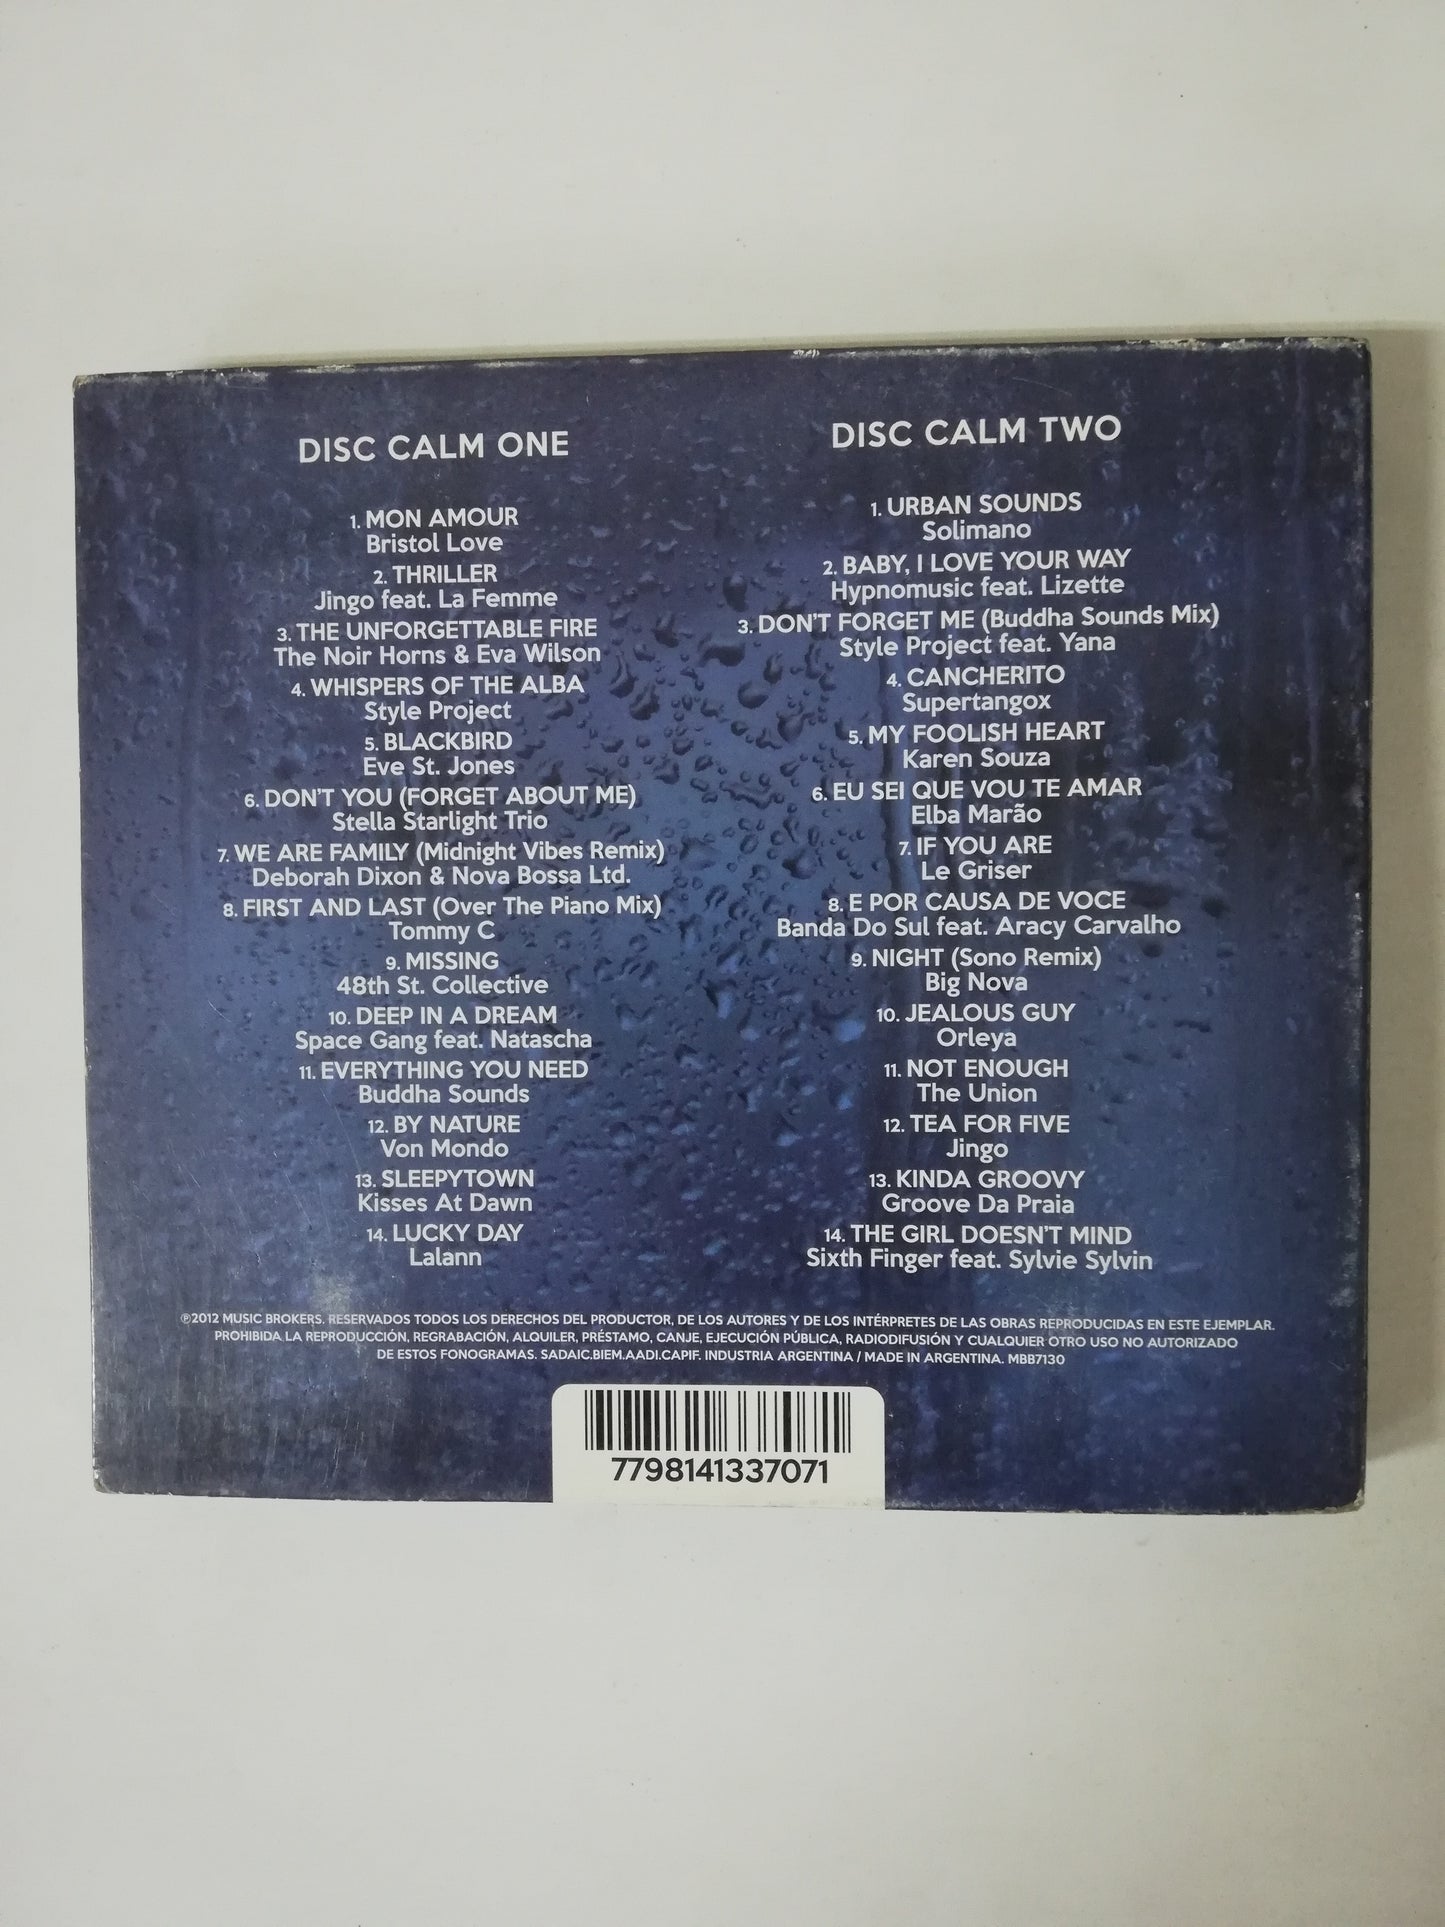 DISC CALM ONE
1. MON AMOUR
Bristol Love
2. THRILLER
Jingo feat. La Femme
3. THE UNFORGETTABLE FIRE
The Noir Horns & Eva Wilson
4. WHISPERS OF THE ALBA
Style Project
5. BLACKBIRD
Eve St. Jones
6. DON'T YOU (FORGET ABOUT ME)
Stella Starlight Trio
7. WE ARE FAMILY (Midnight Vibes Remix)
Deborah Dixon & Nova Bossa Ltd.
8. FIRST AND LAST (Over The Piano Mix)
Tommy C
9. MISSING
48th St. Collective
10. DEEP IN A DREAM
Space Gang feat. Natascha
11. EVERYTHING YOU NEED
Buddha Sounds
12. BY NATURE
Von Mondo
13. SLEEPYTOWN
Kisses At Dawn
14. LUCKY DAY
Lalann
DISC CALM TWO
1. URBAN SOUNDS
Solimano
2. BABY, I LOVE YOUR WAY
Hypnomusic feat. Lizette
3. DON'T FORGET ME (Buddha Sounds Mix)
Style Project feat. Yana
4. CANCHERITO
Supertangox
5. MY FOOLISH HEART
Karen Souza
6. EU SEI QUE VOU TE AMAR
Elba Marão
7. IF YOU ARE
Le Griser
8. E POR CAUSA DE VOCE
Banda Do Sul feat. Aracy Carvalho
9. NIGHT (Sono Remix)
Big Nova
10. JEALOUS GUY
Orleya
11. NOT ENOUGH
The Union
12. TEA FOR FIVE
Jingo
13. KINDA GROOVY
Groove Da Praia
14. THE GIRL DOESN'T MIND
Sixth Finger feat. Sylvie Sylvin
℗2012 MUSIC BROKERS. RESERVADOS TODOS LOS DERECHOS DEL PRODUCTOR, DE LOS AUTORES Y DE LOS INTÉRPRETES DE LAS OBRAS REPRODUCIDAS EN ESTE EJEMPLAR.
PROHIBIDA LA REPRODUCCIÓN, REGRABACIÓN, ALQUILER, PRÉSTAMO, CANJE, EJECUCIÓN PÚBLICA, RADIODIFUSIÓN Y CUALQUIER OTRO USO NO AUTORIZADO
DE ESTOS FONOGRAMAS. SADAIC.BIEM.AADI.CAPIF. INDUSTRIA ARGENTINA / MADE IN ARGENTINA. MBB7130
7798141337071